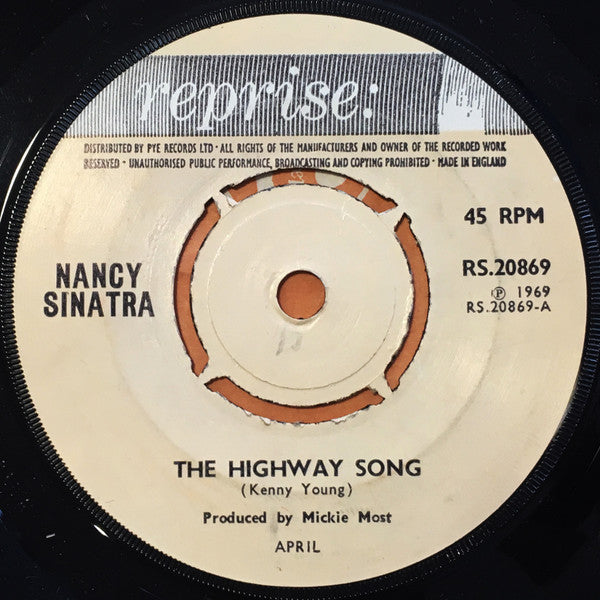 reprise:
DISTRIBUTED BY PYE RECORDS LTD · ALL RIGHTS OF THE MANUFACTURERS AND OWNER OF THE RECORDED WORK
RESERVED · UNAUTHORISED PUBLIC PERFORMANCE, BROADCASTING AND COPYING PROHIBITED · MADE IN ENGLAND
45 RPM
NANCY
SINATRA
RS.20869
Ⓟ 1969
RS.20869-A
THE HIGHWAY SONG
(Kenny Young)
Produced by Mickie Most
APRIL